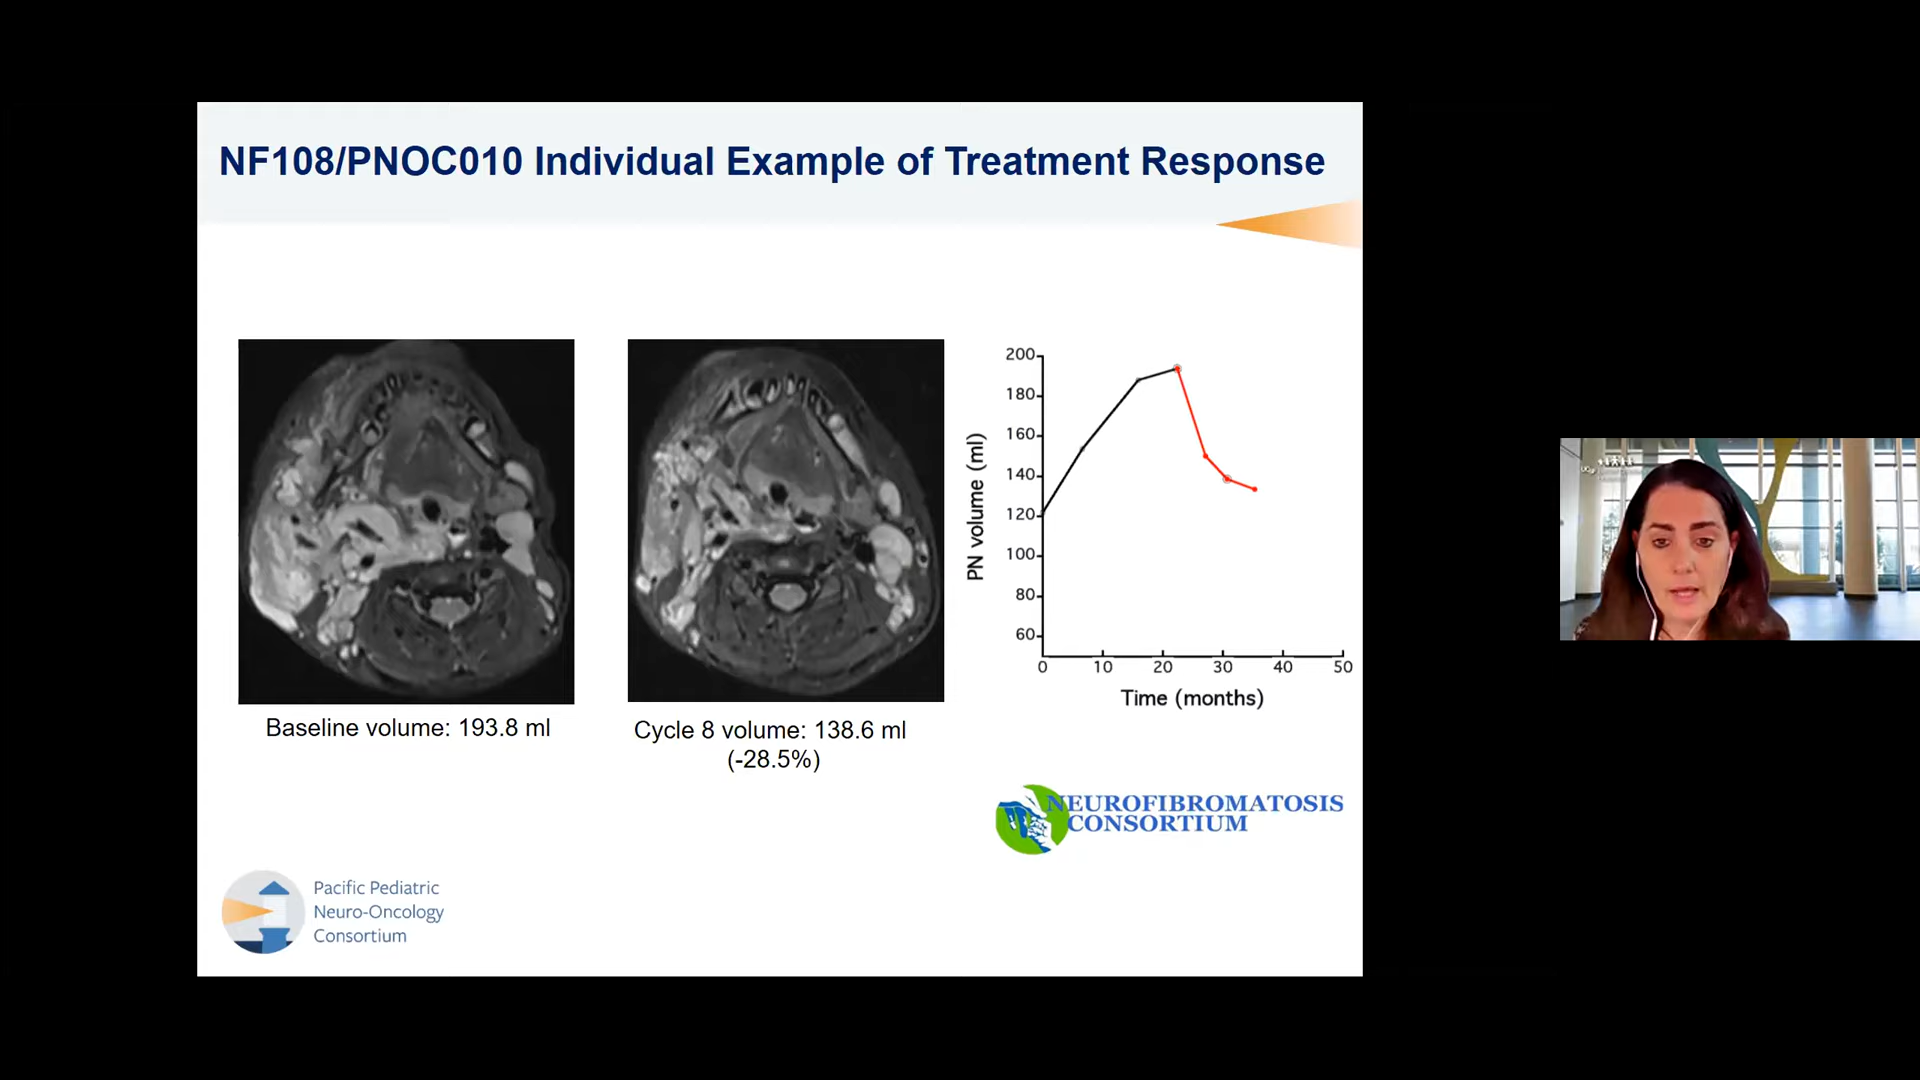 NF108/PNOC010 Individual Example of Treatment Response
Baseline volume: 193.8 ml
Cycle 8 volume: 138.6 ml
(-28.5%)
PN volume (ml)
200
180
160
140
120
100
80
60
0 10 20 30 40 50
Time (months)
NEUROFIBROMATOSIS
CONSORTIUM
Pacific Pediatric
Neuro-Oncology
Consortium